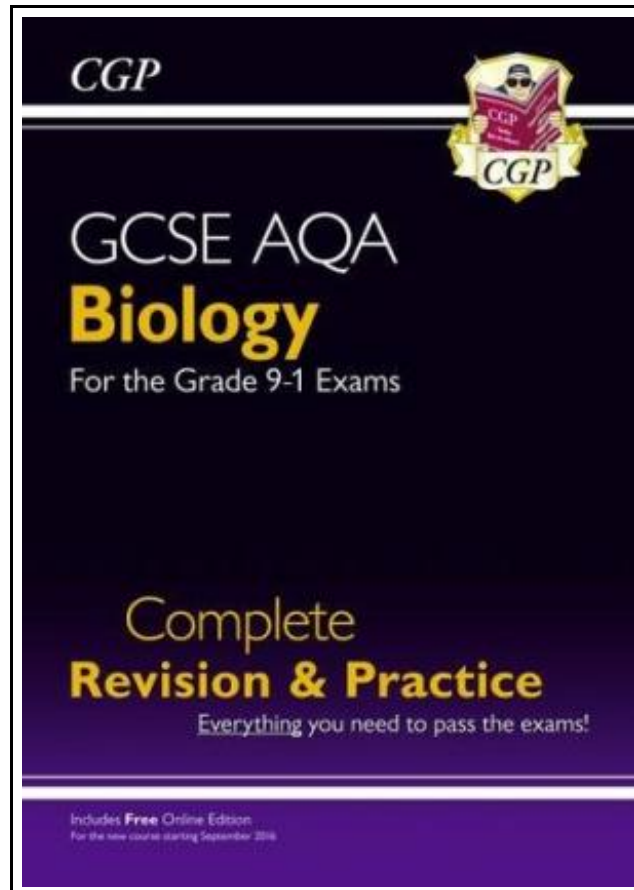 CGP
CGP
CGP
GCSE AQA
Biology
For the Grade 9-1 Exams
Complete
Revision & Practice
Everything you need to pass the exams!
Includes Free Online Edition
For the new course starting September 2016